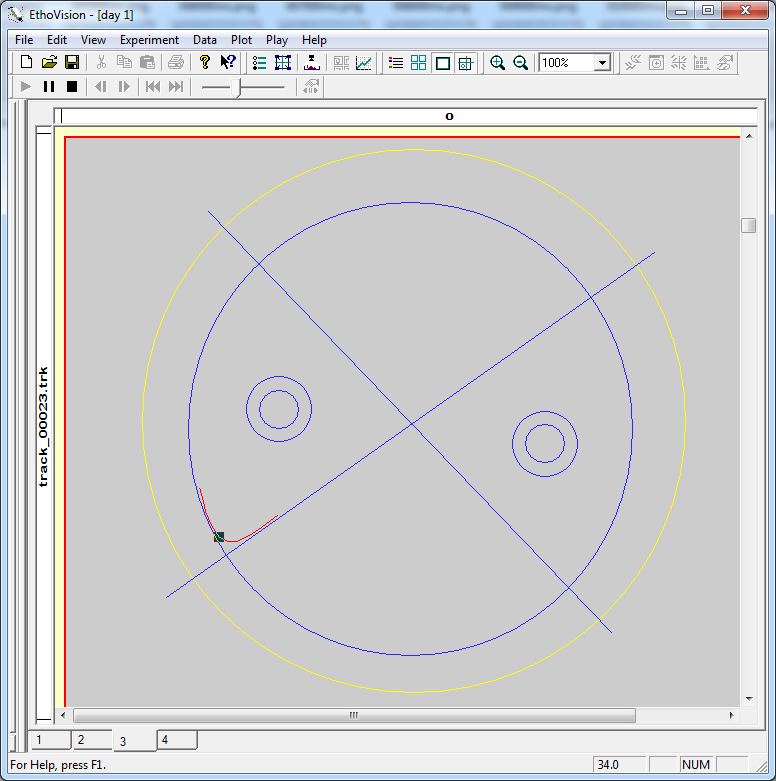 EthoVision - [day 1]
File Edit View Experiment Data Plot Play Help
100%
o
track_00023.trk
1 2 3 4
For Help, press F1.
34.0 NUM